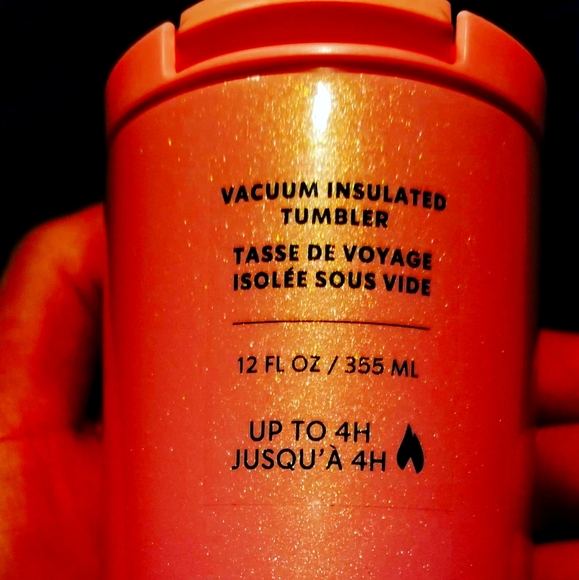 VACUUM INSULATED
TUMBLER
TASSE DE VOYAGE
ISOLÉE SOUS VIDE
12 FL OZ / 355 ML
UP TO 4H
JUSQU'À 4H